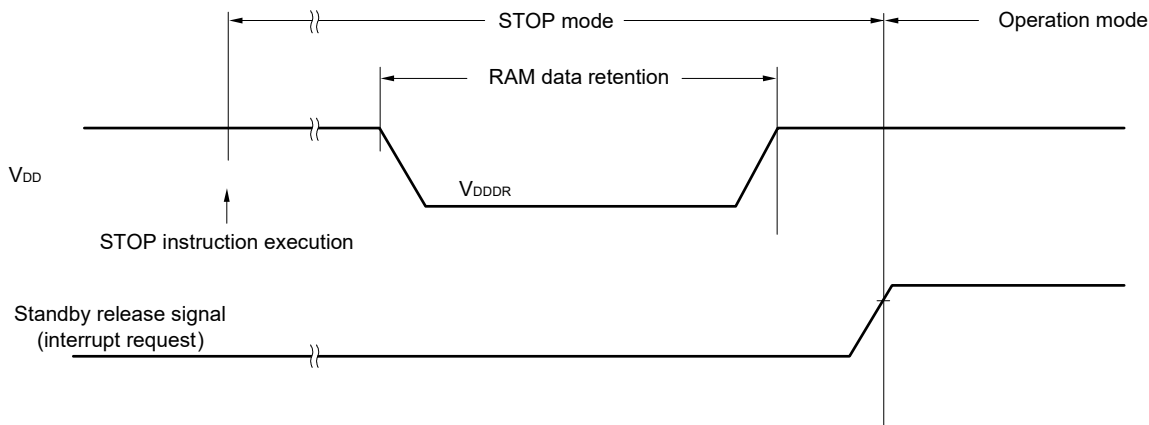 STOP mode
Operation mode
RAM data retention
VDD
VDDDR
STOP instruction execution
Standby release signal
(interrupt request)